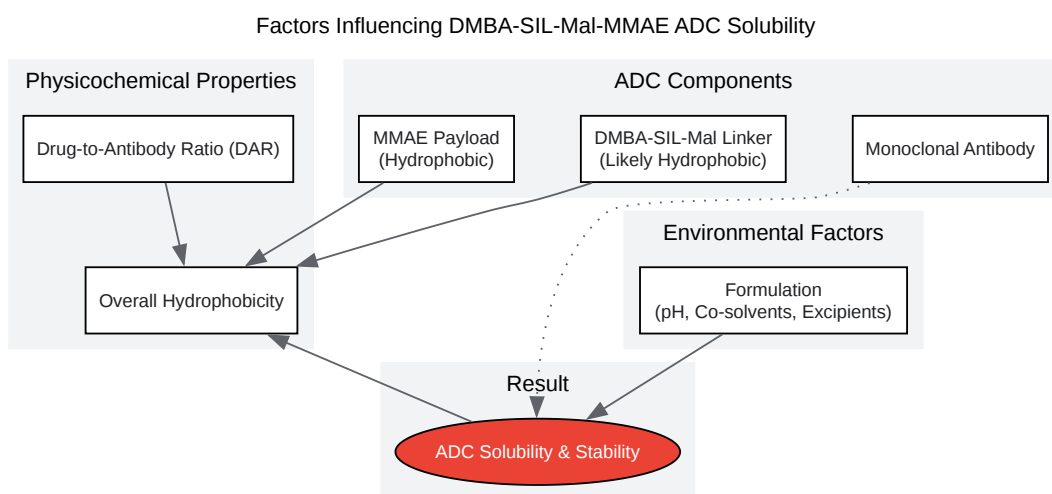 Factors Influencing DMBA-SIL-Mal-MMAE ADC Solubility
Physicochemical Properties
Drug-to-Antibody Ratio (DAR)
Overall Hydrophobicity
ADC Components
MMAE Payload
(Hydrophobic)
DMBA-SIL-Mal Linker
(Likely Hydrophobic)
Monoclonal Antibody
Environmental Factors
Formulation
(pH, Co-solvents, Excipients)
Result
ADC Solubility & Stability